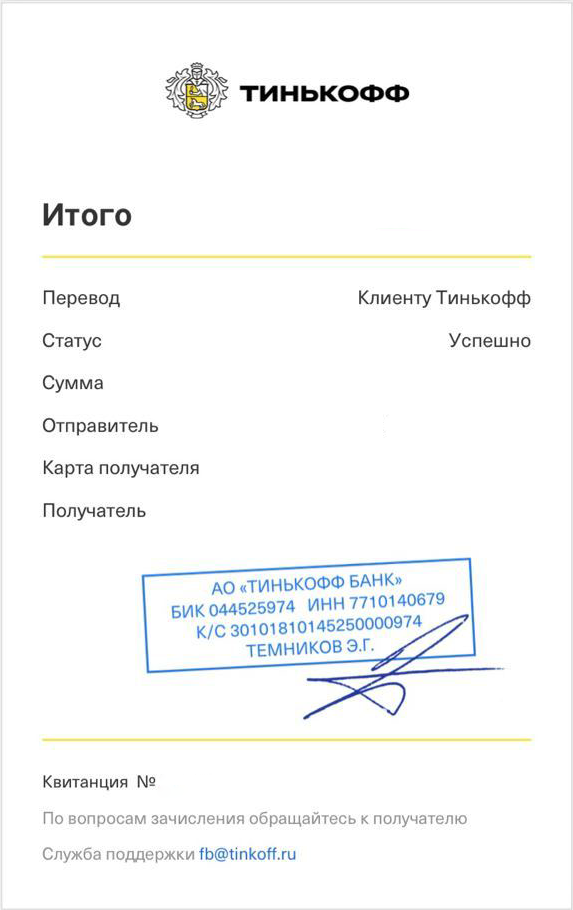 ТИНЬКОФФ
Итого
Перевод Клиенту Тинькофф
Статус Успешно
Сумма
Отправитель
Карта получателя
Получатель
АО «ТИНЬКОФФ БАНК»
БИК 044525974 ИНН 7710140679
К/С 30101810145250000974
ТЕМНИКОВ Э.Г.
Квитанция №
По вопросам зачисления обращайтесь к получателю
Служба поддержки fb@tinkoff.ru